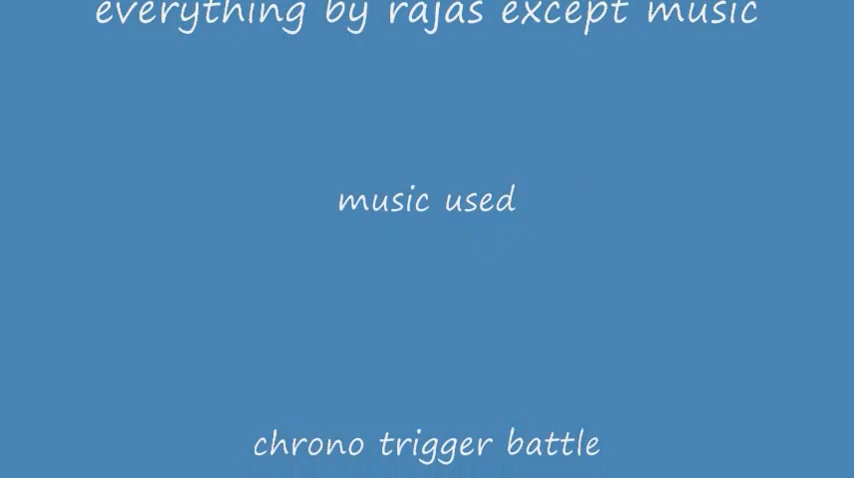 everything by rajas except music
music used
chrono trigger battle